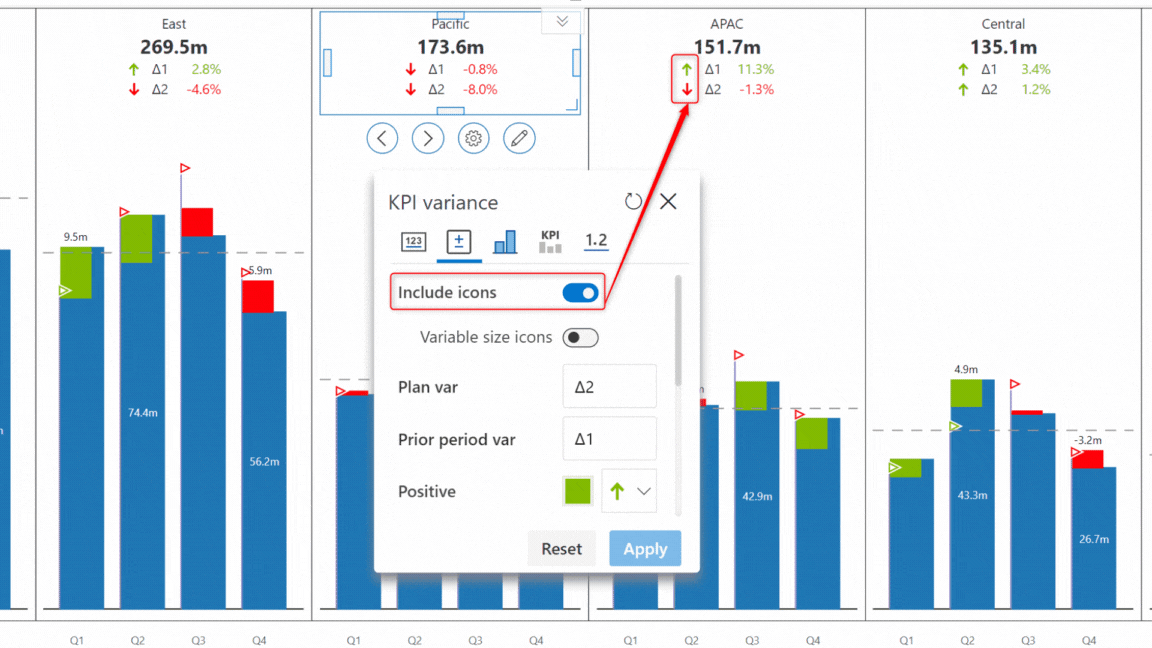 East
269.5m
Δ1 2.8%
Δ2 -4.6%
Pacific
173.6m
Δ1 -0.8%
Δ2 -8.0%
APAC
151.7m
Δ1 11.3%
Δ2 -1.3%
Central
135.1m
Δ1 3.4%
Δ2 1.2%
KPI variance
123
KPI
1.2
Include icons
Variable size icons
Plan var Δ2
Prior period var Δ1
Positive
Reset Apply
9.5m
5.9m
74.4m
56.2m
42.9m
4.9m
-3.2m
43.3m
26.7m
Q1 Q2 Q3 Q4
Q1 Q2 Q3 Q4
Q1 Q2 Q3 Q4
Q1 Q2 Q3 Q4